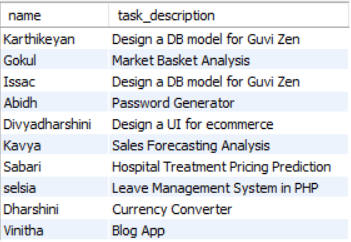 name task_description
Karthikeyan Design a DB model for Guvi Zen
Gokul Market Basket Analysis
Issac Design a DB model for Guvi Zen
Abidh Password Generator
Divyadharshini Design a UI for ecommerce
Kavya Sales Forecasting Analysis
Sabari Hospital Treatment Pricing Prediction
selsia Leave Management System in PHP
Dharshini Currency Converter
Vinitha Blog App